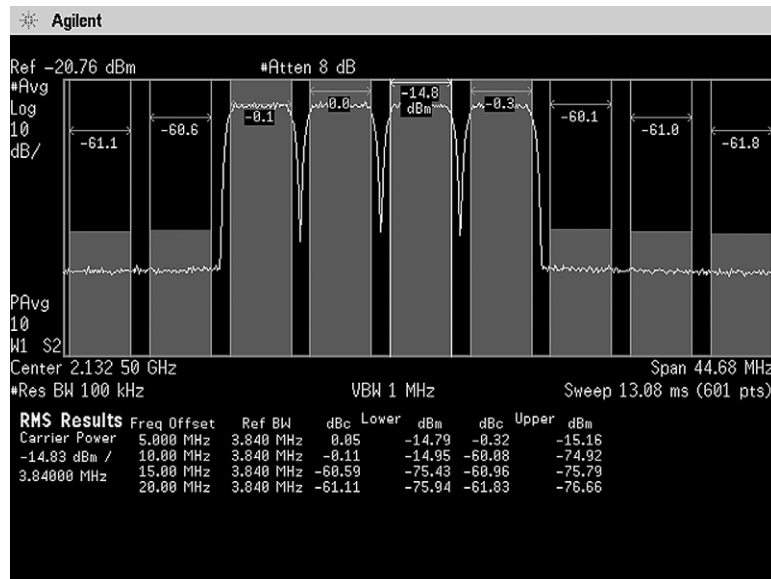 Agilent
Ref -20.76 dBm #Atten 8 dB
#Avg
Log
10
dB/
-61.1 -60.6 -0.1 0.0 -14.8 dBm -0.3 -60.1 -61.0 -61.8
PAvg
10
W1 S2
Center 2.132 50 GHz Span 44.68 MHz
#Res BW 100 kHz VBW 1 MHz Sweep 13.08 ms (601 pts)
RMS Results Freq Offset Ref BW dBc Lower dBm dBc Upper dBm
Carrier Power 5.000 MHz 3.840 MHz 0.05 -14.79 -0.32 -15.16
-14.83 dBm / 10.00 MHz 3.840 MHz -0.11 -14.95 -60.08 -74.92
3.84000 MHz 15.00 MHz 3.840 MHz -60.59 -75.43 -60.96 -75.79
20.00 MHz 3.840 MHz -61.11 -75.94 -61.83 -76.66